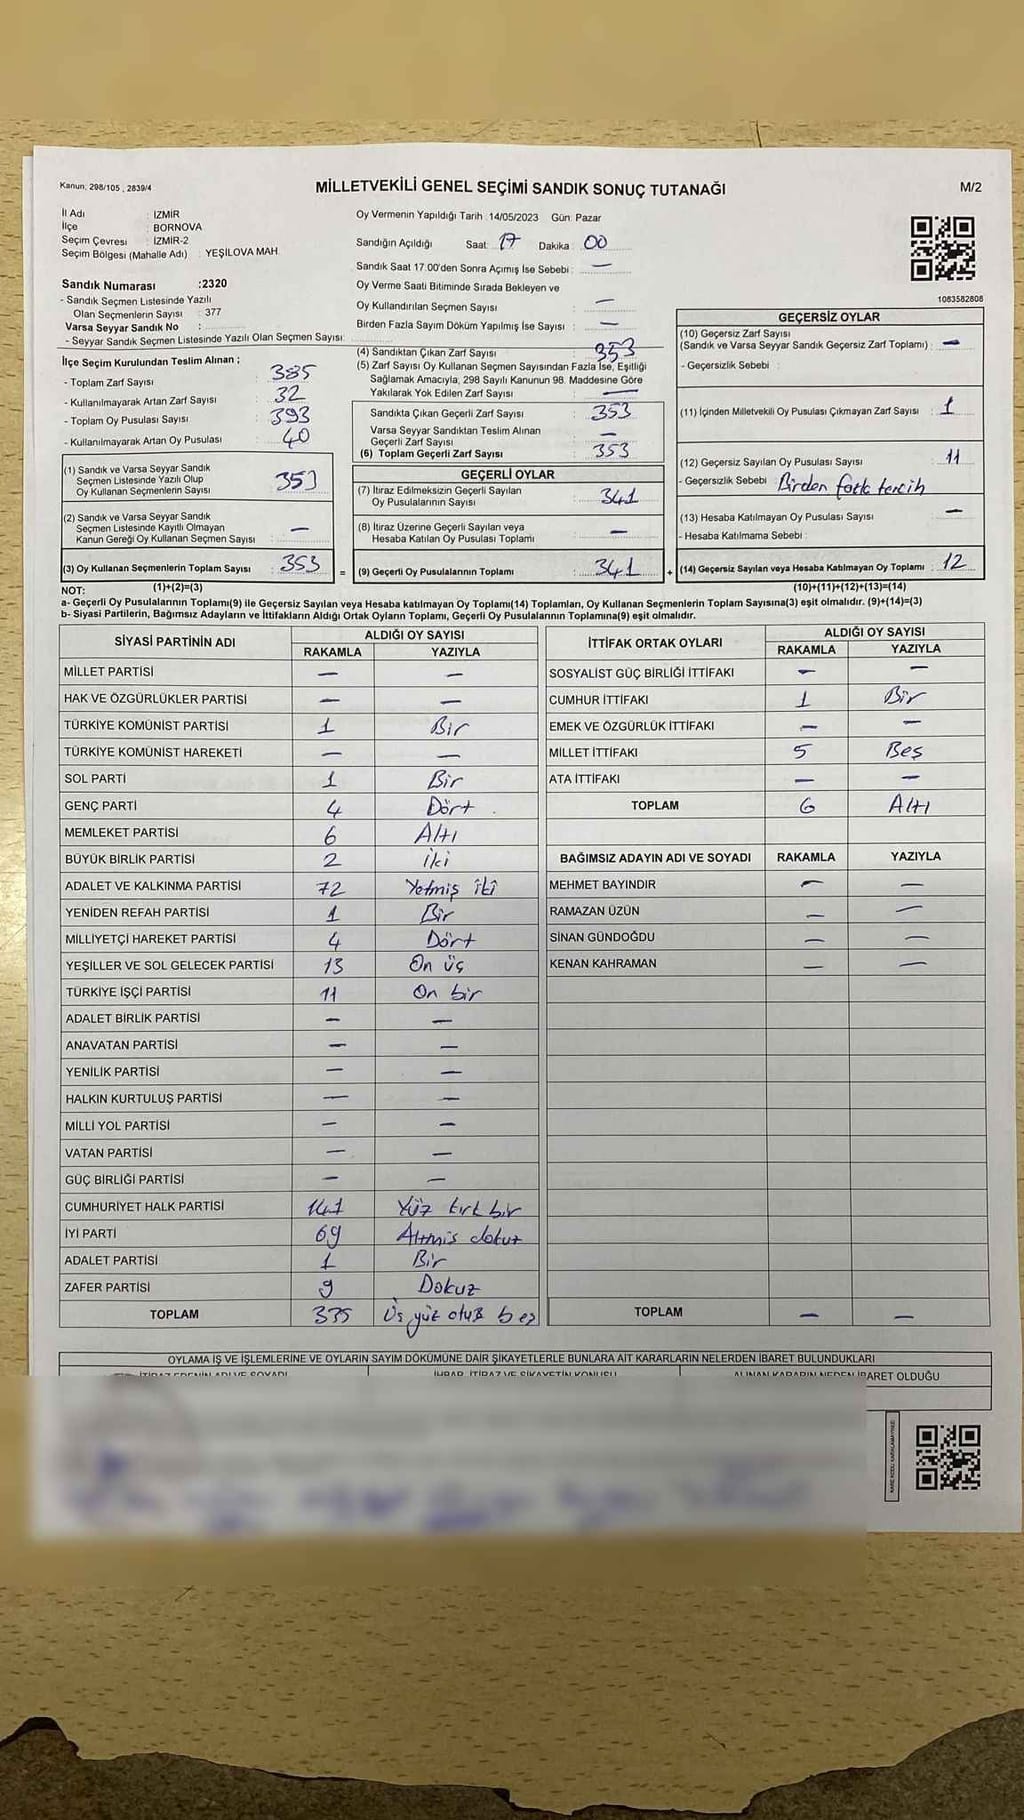 Kanun; 298/105 , 2839/4
MİLLETVEKİLİ GENEL SEÇİMİ SANDIK SONUÇ TUTANAĞI
M/2
İl Adı : İZMİR
İlçe : BORNOVA
Seçim Çevresi : İZMİR-2
Seçim Bölgesi (Mahalle Adı) : YEŞİLOVA MAH
Oy Vermenin Yapıldığı Tarih :14/05/2023 Gün: Pazar
Sandığın Açıldığı Saat: 17 Dakika: 00
Sandık Saat 17.00'den Sonra Açımış İse Sebebi : —
Oy Verme Saati Bitiminde Sırada Bekleyen ve
Oy Kullandırılan Seçmen Sayısı : —
Birden Fazla Sayım Döküm Yapılmış İse Sayısı : —
1083582808
Sandık Numarası :2320
- Sandık Seçmen Listesinde Yazılı
Olan Seçmenlerin Sayısı : 377
Varsa Seyyar Sandık No :
- Seyyar Sandık Seçmen Listesinde Yazılı Olan Seçmen Sayısı:
İlçe Seçim Kurulundan Teslim Alınan ;
- Toplam Zarf Sayısı : 385
- Kullanılmayarak Artan Zarf Sayısı : 32
- Toplam Oy Pusulası Sayısı : 393
- Kullanılmayarak Artan Oy Pusulası : 40
(1) Sandık ve Varsa Seyyar Sandık
Seçmen Listesinde Yazılı Olup
Oy Kullanan Seçmenlerin Sayısı : 353
(2) Sandık ve Varsa Seyyar Sandık
Seçmen Listesinde Kayıtlı Olmayan
Kanun Gereği Oy Kullanan Seçmen Sayısı : —
(3) Oy Kullanan Seçmenlerin Toplam Sayısı : 353
(1)+(2)=(3)
(4) Sandıktan Çıkan Zarf Sayısı : 353
(5) Zarf Sayısı Oy Kullanan Seçmen Sayısından Fazla İse, Eşitliği
Sağlamak Amacıyla, 298 Sayılı Kanunun 98. Maddesine Göre
Yakılarak Yok Edilen Zarf Sayısı : —
Sandıkta Çıkan Geçerli Zarf Sayısı : 353
Varsa Seyyar Sandıktan Teslim Alınan
Geçerli Zarf Sayısı : —
(6) Toplam Geçerli Zarf Sayısı : 353
GEÇERLİ OYLAR
(7) İtiraz Edilmeksizin Geçerli Sayılan
Oy Pusulalarının Sayısı : 341
(8) İtiraz Üzerine Geçerli Sayılan veya
Hesaba Katılan Oy Pusulası Toplamı : —
= (9) Geçerli Oy Pusulalarının Toplamı : 341
GEÇERSİZ OYLAR
(10) Geçersiz Zarf Sayısı
(Sandık ve Varsa Seyyar Sandık Geçersiz Zarf Toplamı) : —
- Geçersizlik Sebebi :
(11) İçinden Milletvekili Oy Pusulası Çıkmayan Zarf Sayısı : 1
(12) Geçersiz Sayılan Oy Pusulası Sayısı : 11
- Geçersizlik Sebebi : Birden fazla tercih
(13) Hesaba Katılmayan Oy Pusulası Sayısı : —
- Hesaba Katılmama Sebebi :
+ (14) Geçersiz Sayılan veya Hesaba Katılmayan Oy Toplamı : 12
(10)+(11)+(12)+(13)=(14)
NOT:
a- Geçerli Oy Pusulalarının Toplamı(9) ile Geçersiz Sayılan veya Hesaba katılmayan Oy Toplamı(14) Toplamları, Oy Kullanan Seçmenlerin Toplam Sayısına(3) eşit olmalıdır. (9)+(14)=(3)
b- Siyasi Partilerin, Bağımsız Adayların ve İttifakların Aldığı Ortak Oyların Toplamı, Geçerli Oy Pusulalarının Toplamına(9) eşit olmalıdır.
SİYASİ PARTİNİN ADI ALDIĞI OY SAYISI
RAKAMLA YAZIYLA
MİLLET PARTİSİ — —
HAK VE ÖZGÜRLÜKLER PARTİSİ — —
TÜRKİYE KOMÜNİST PARTİSİ 1 Bir
TÜRKİYE KOMÜNİST HAREKETİ — —
SOL PARTİ 1 Bir
GENÇ PARTİ 4 Dört
MEMLEKET PARTİSİ 6 Altı
BÜYÜK BİRLİK PARTİSİ 2 iki
ADALET VE KALKINMA PARTİSİ 72 Yetmiş iki
YENİDEN REFAH PARTİSİ 1 Bir
MİLLİYETÇİ HAREKET PARTİSİ 4 Dört
YEŞİLLER VE SOL GELECEK PARTİSİ 13 On üç
TÜRKİYE İŞÇİ PARTİSİ 11 On bir
ADALET BİRLİK PARTİSİ — —
ANAVATAN PARTİSİ — —
YENİLİK PARTİSİ — —
HALKIN KURTULUŞ PARTİSİ — —
MİLLİ YOL PARTİSİ — —
VATAN PARTİSİ — —
GÜÇ BİRLİĞİ PARTİSİ — —
CUMHURİYET HALK PARTİSİ 141 Yüz kırk bir
İYİ PARTİ 69 Altmış dokuz
ADALET PARTİSİ 1 Bir
ZAFER PARTİSİ 9 Dokuz
TOPLAM 335 Üç yüz otuz beş
İTTİFAK ORTAK OYLARI ALDIĞI OY SAYISI
RAKAMLA YAZIYLA
SOSYALİST GÜÇ BİRLİĞİ İTTİFAKI — —
CUMHUR İTTİFAKI 1 Bir
EMEK VE ÖZGÜRLÜK İTTİFAKI — —
MİLLET İTTİFAKI 5 Beş
ATA İTTİFAKI — —
TOPLAM 6 Altı
BAĞIMSIZ ADAYIN ADI VE SOYADI RAKAMLA YAZIYLA
MEHMET BAYINDIR — —
RAMAZAN ÜZÜN — —
SİNAN GÜNDOĞDU — —
KENAN KAHRAMAN — —
TOPLAM — —
OYLAMA İŞ VE İŞLEMLERİNE VE OYLARIN SAYIM DÖKÜMÜNE DAİR ŞİKAYETLERLE BUNLARA AİT KARARLARIN NELERDEN İBARET BULUNDUKLARI
İTİRAZ EDENİN ADI VE SOYADI İHBAR, İTİRAZ VE ŞİKAYETİN KONUSU ALINAN KARARIN NEDEN İBARET OLDUĞU